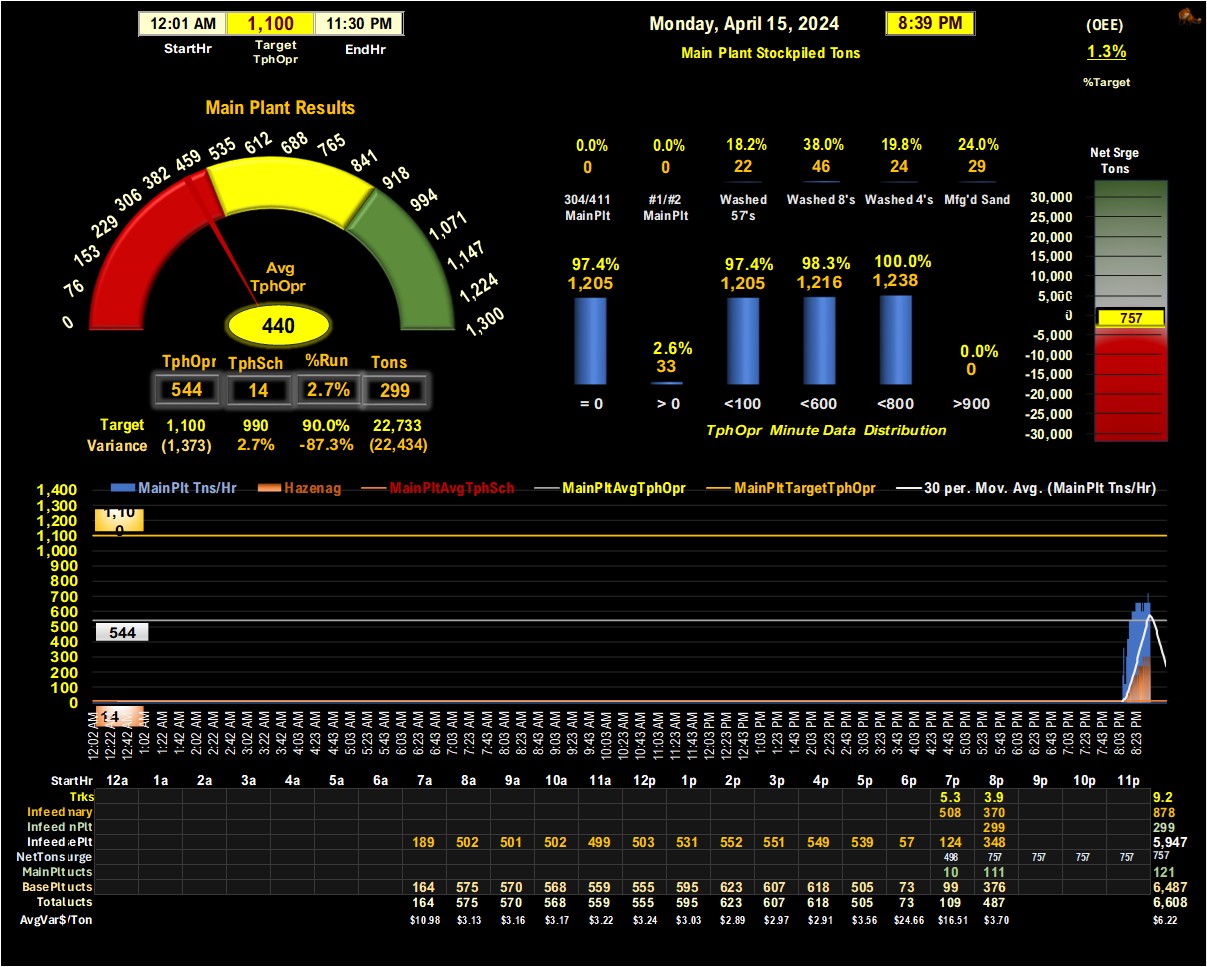 12:01 AM 1,100 11:30 PM
StartHr Target TphOpr EndHr
Monday, April 15, 2024 8:39 PM
Main Plant Stockpiled Tons
(OEE)
1.3%
%Target
Main Plant Results
0 76 153 229 306 382 459 535 612 688 765 841 918 994 1,071 1,147 1,224 1,300
Avg
TphOpr
440
TphOpr TphSch %Run Tons
544 14 2.7% 299
Target 1,100 990 90.0% 22,733
Variance (1,373) 2.7% -87.3% (22,434)
0.0% 0.0% 18.2% 38.0% 19.8% 24.0%
0 0 22 46 24 29
304/411 #1/#2 Washed Washed 8's Washed 4's Mfg'd Sand
MainPlt MainPlt 57's
97.4% 97.4% 98.3% 100.0%
1,205 1,205 1,216 1,238
2.6% 0.0%
33 0
= 0 > 0 <100 <600 <800 >900
TphOpr Minute Data Distribution
Net Srge
Tons
30,000
25,000
20,000
15,000
10,000
5,000
0
757
-5,000
-10,000
-15,000
-20,000
-25,000
-30,000
MainPlt Tns/Hr Hazenag MainPltAvgTphSch MainPltAvgTphOpr MainPltTargetTphOpr 30 per. Mov. Avg. (MainPlt Tns/Hr)
1,400
1,300
1,200
1,100
1,000
900
800
700
600
500
400
300
200
100
0
1,10
0
544
14
12:02 AM 12:22 AM 12:42 AM 1:02 AM 1:22 AM 1:42 AM 2:02 AM 2:22 AM 2:42 AM 3:02 AM 3:22 AM 3:42 AM 4:03 AM 4:23 AM 4:43 AM 5:03 AM 5:23 AM 5:43 AM 6:03 AM 6:23 AM 6:43 AM 7:03 AM 7:23 AM 7:43 AM 8:03 AM 8:23 AM 8:43 AM 9:03 AM 9:23 AM 9:43 AM 10:03 AM 10:23 AM 10:43 AM 11:03 AM 11:23 AM 11:43 AM 12:03 PM 12:23 PM 12:43 PM 1:03 PM 1:23 PM 1:43 PM 2:03 PM 2:23 PM 2:43 PM 3:03 PM 3:23 PM 3:43 PM 4:03 PM 4:23 PM 4:43 PM 5:03 PM 5:23 PM 5:43 PM 6:03 PM 6:23 PM 6:43 PM 7:03 PM 7:23 PM 7:43 PM 8:03 PM 8:23 PM
StartHr 12a 1a 2a 3a 4a 5a 6a 7a 8a 9a 10a 11a 12p 1p 2p 3p 4p 5p 6p 7p 8p 9p 10p 11p
Trks 5.3 3.9 9.2
Infeed mary 508 370 878
Infeed nPlt 299 299
Infeed ePlt 189 502 501 502 499 503 531 552 551 549 539 57 124 348 5,947
NetTons urge 498 757 757 757 757 757
MainPlt ucts 10 111 121
BasePlt ucts 164 575 570 568 559 555 595 623 607 618 505 73 99 376 6,487
Total ucts 164 575 570 568 559 555 595 623 607 618 505 73 109 487 6,608
AvgVar$/Ton $10.98 $3.13 $3.16 $3.17 $3.22 $3.24 $3.03 $2.89 $2.97 $2.91 $3.56 $24.66 $16.51 $3.70 $6.22